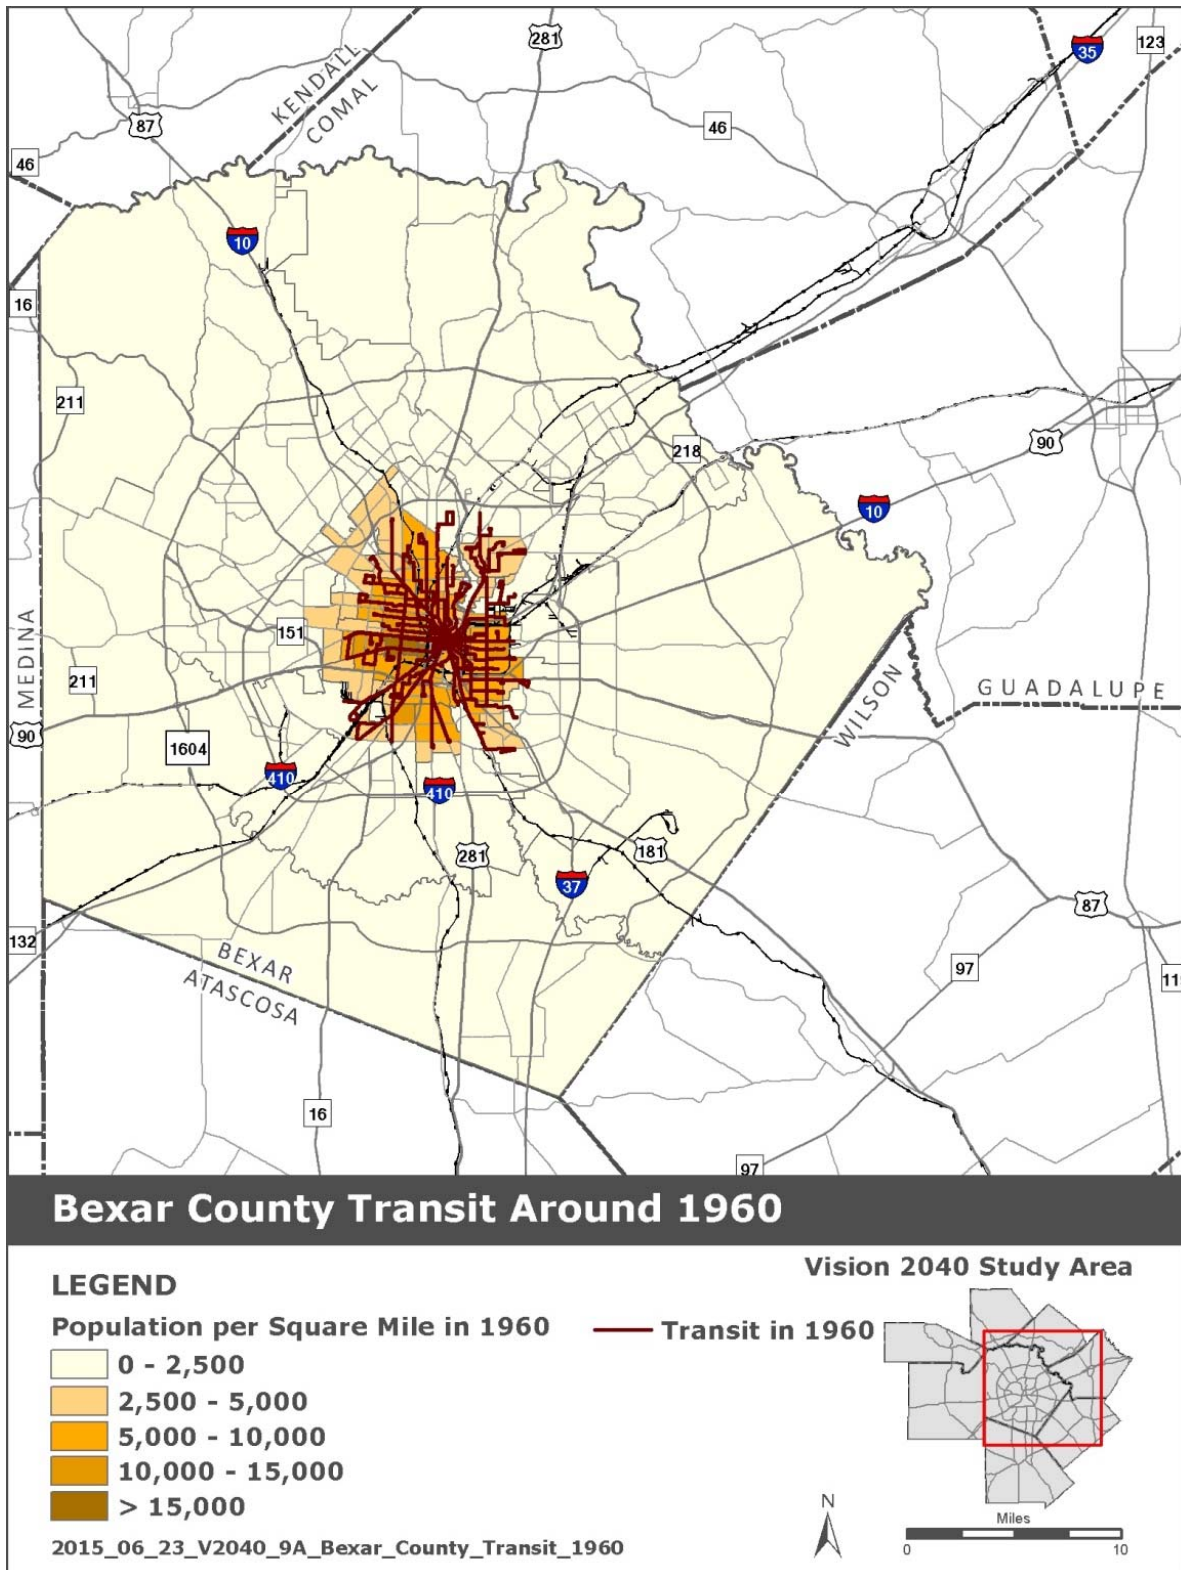 281
35
123
KENDALL
COMAL
87
46
46
10
16
211
218
90
10
MEDINA
151
211
GUADALUPE
WILSON
90
1604
410
410
281
181
37
87
132
BEXAR
ATASCOSA
97
11
16
97
Bexar County Transit Around 1960
LEGEND
Population per Square Mile in 1960
0 - 2,500
2,500 - 5,000
5,000 - 10,000
10,000 - 15,000
> 15,000
Transit in 1960
Vision 2040 Study Area
N
Miles
0 10
2015_06_23_V2040_9A_Bexar_County_Transit_1960